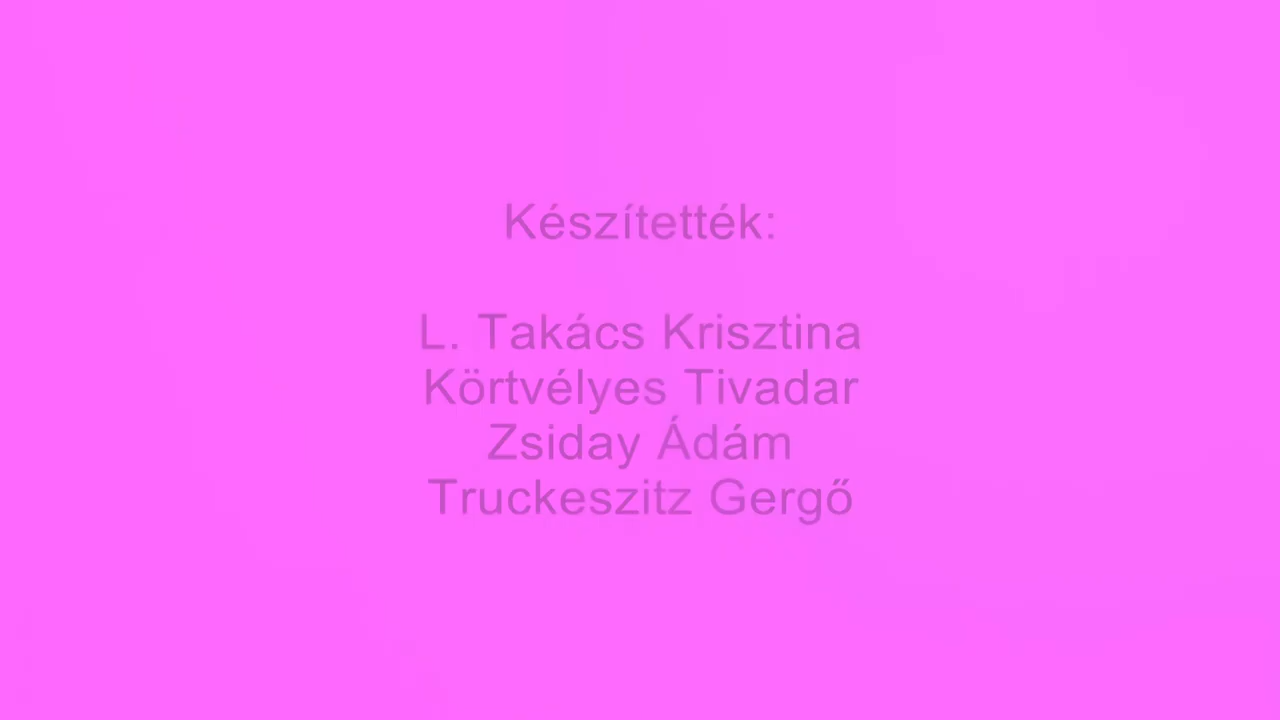 Készítették:
L. Takács Krisztina
Körtvélyes Tivadar
Zsiday Ádám
Truckeszitz Gergő